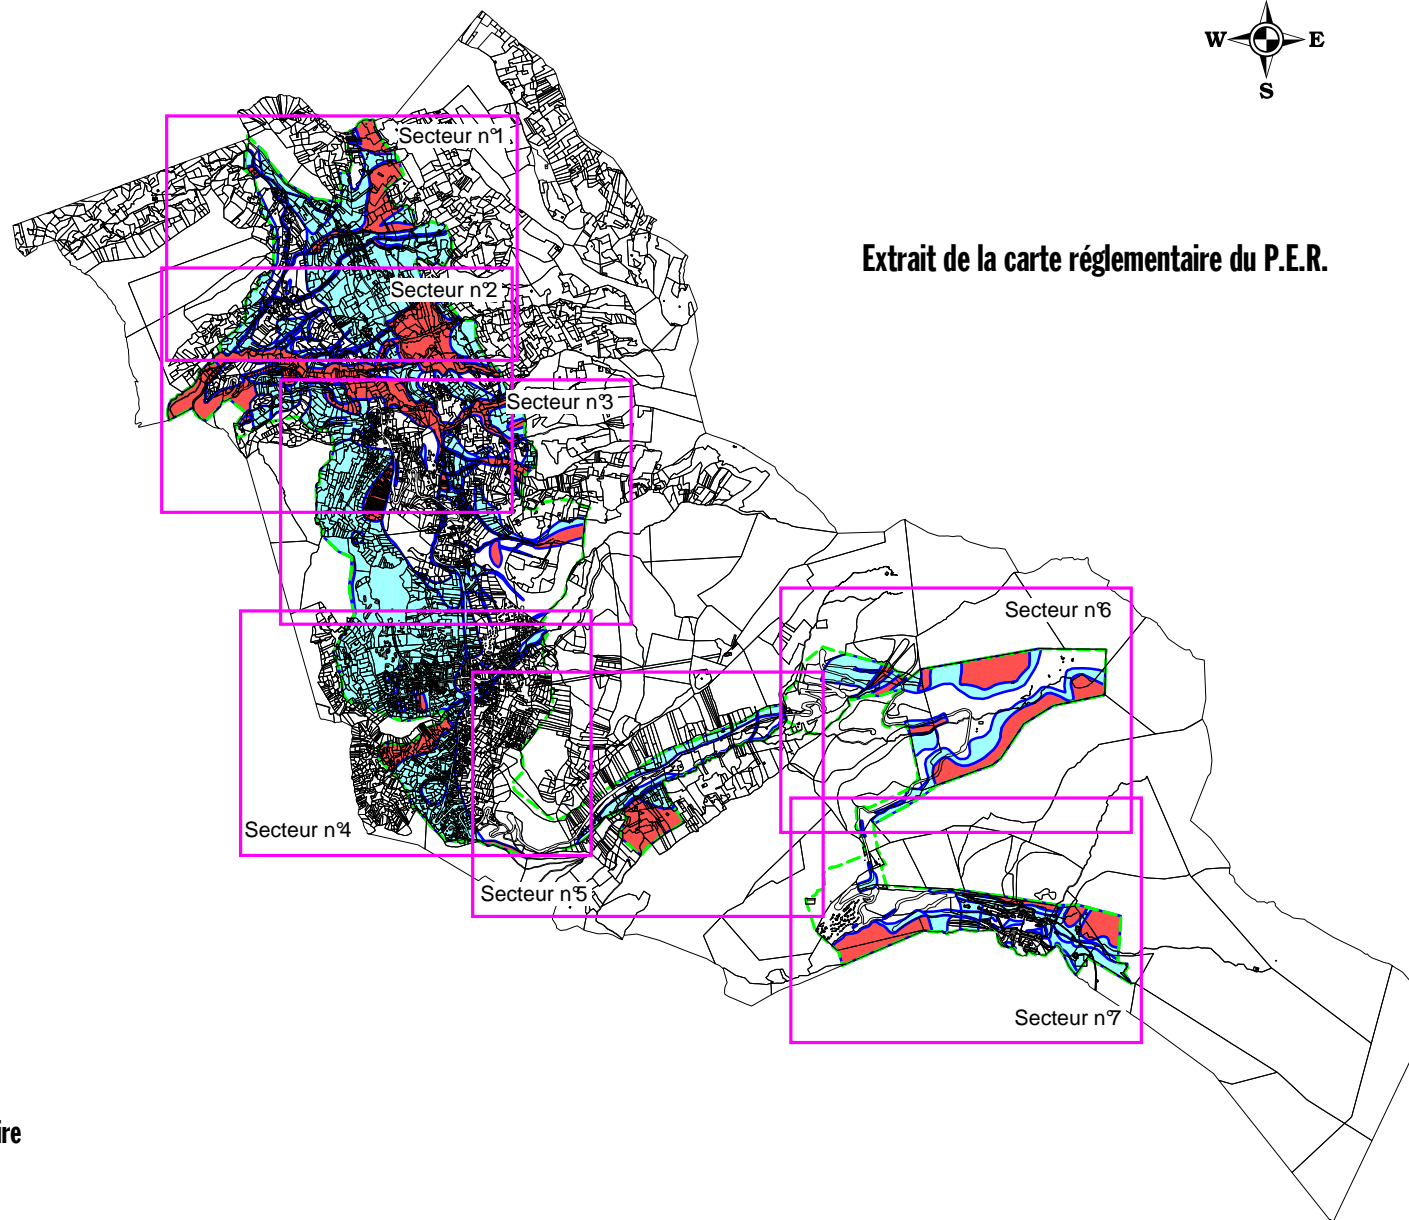 W E
S
Secteur n°1
Extrait de la carte réglementaire du P.E.R.
Secteur n°2
Secteur n°3
Secteur n°6
Secteur n°4
Secteur n°5
Secteur n°7
ire